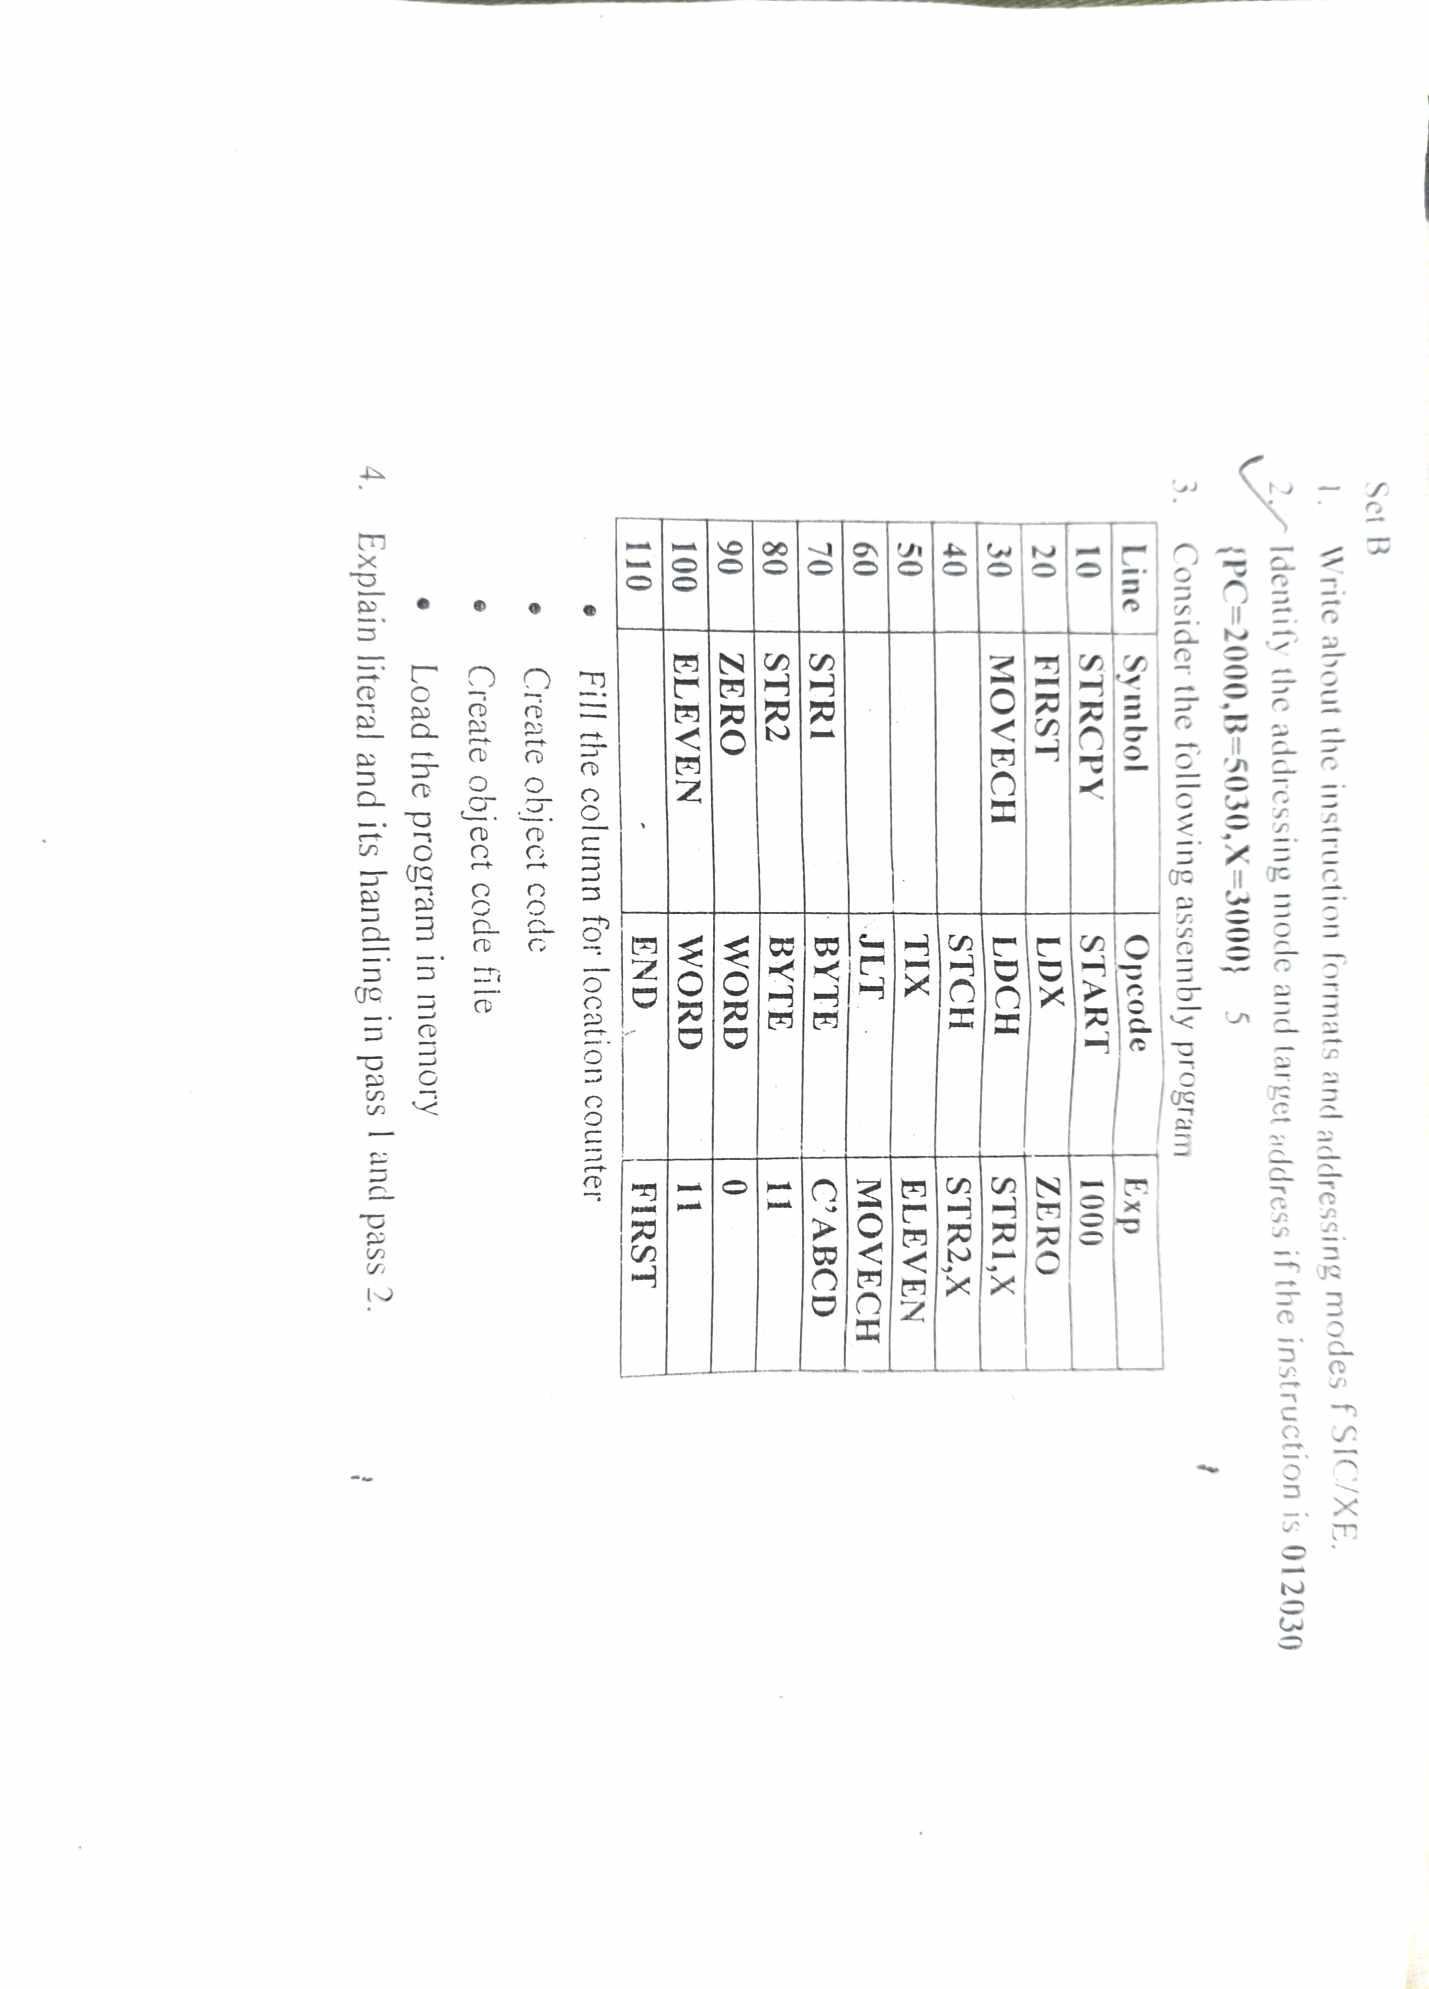 Set B
1. Write about the instruction formats and addressing modes f SIC/XE.
2. Identify the addressing mode and target address if the instruction is 012030
{PC=2000,B=5030,X=3000} 5
3. Consider the following assembly program
Line Symbol Opcode Exp
10 STRCPY START 1000
20 FIRST LDX ZERO
30 MOVECH LDCH STR1,X
40 STCH STR2,X
50 TIX ELEVEN
60 JLT MOVECH
70 STR1 BYTE C’ABCD
80 STR2 BYTE 11
90 ZERO WORD 0
100 ELEVEN WORD 11
110 END FIRST
• Fill the column for location counter
• Create object code
• Create object code file
• Load the program in memory
4. Explain literal and its handling in pass 1 and pass 2.